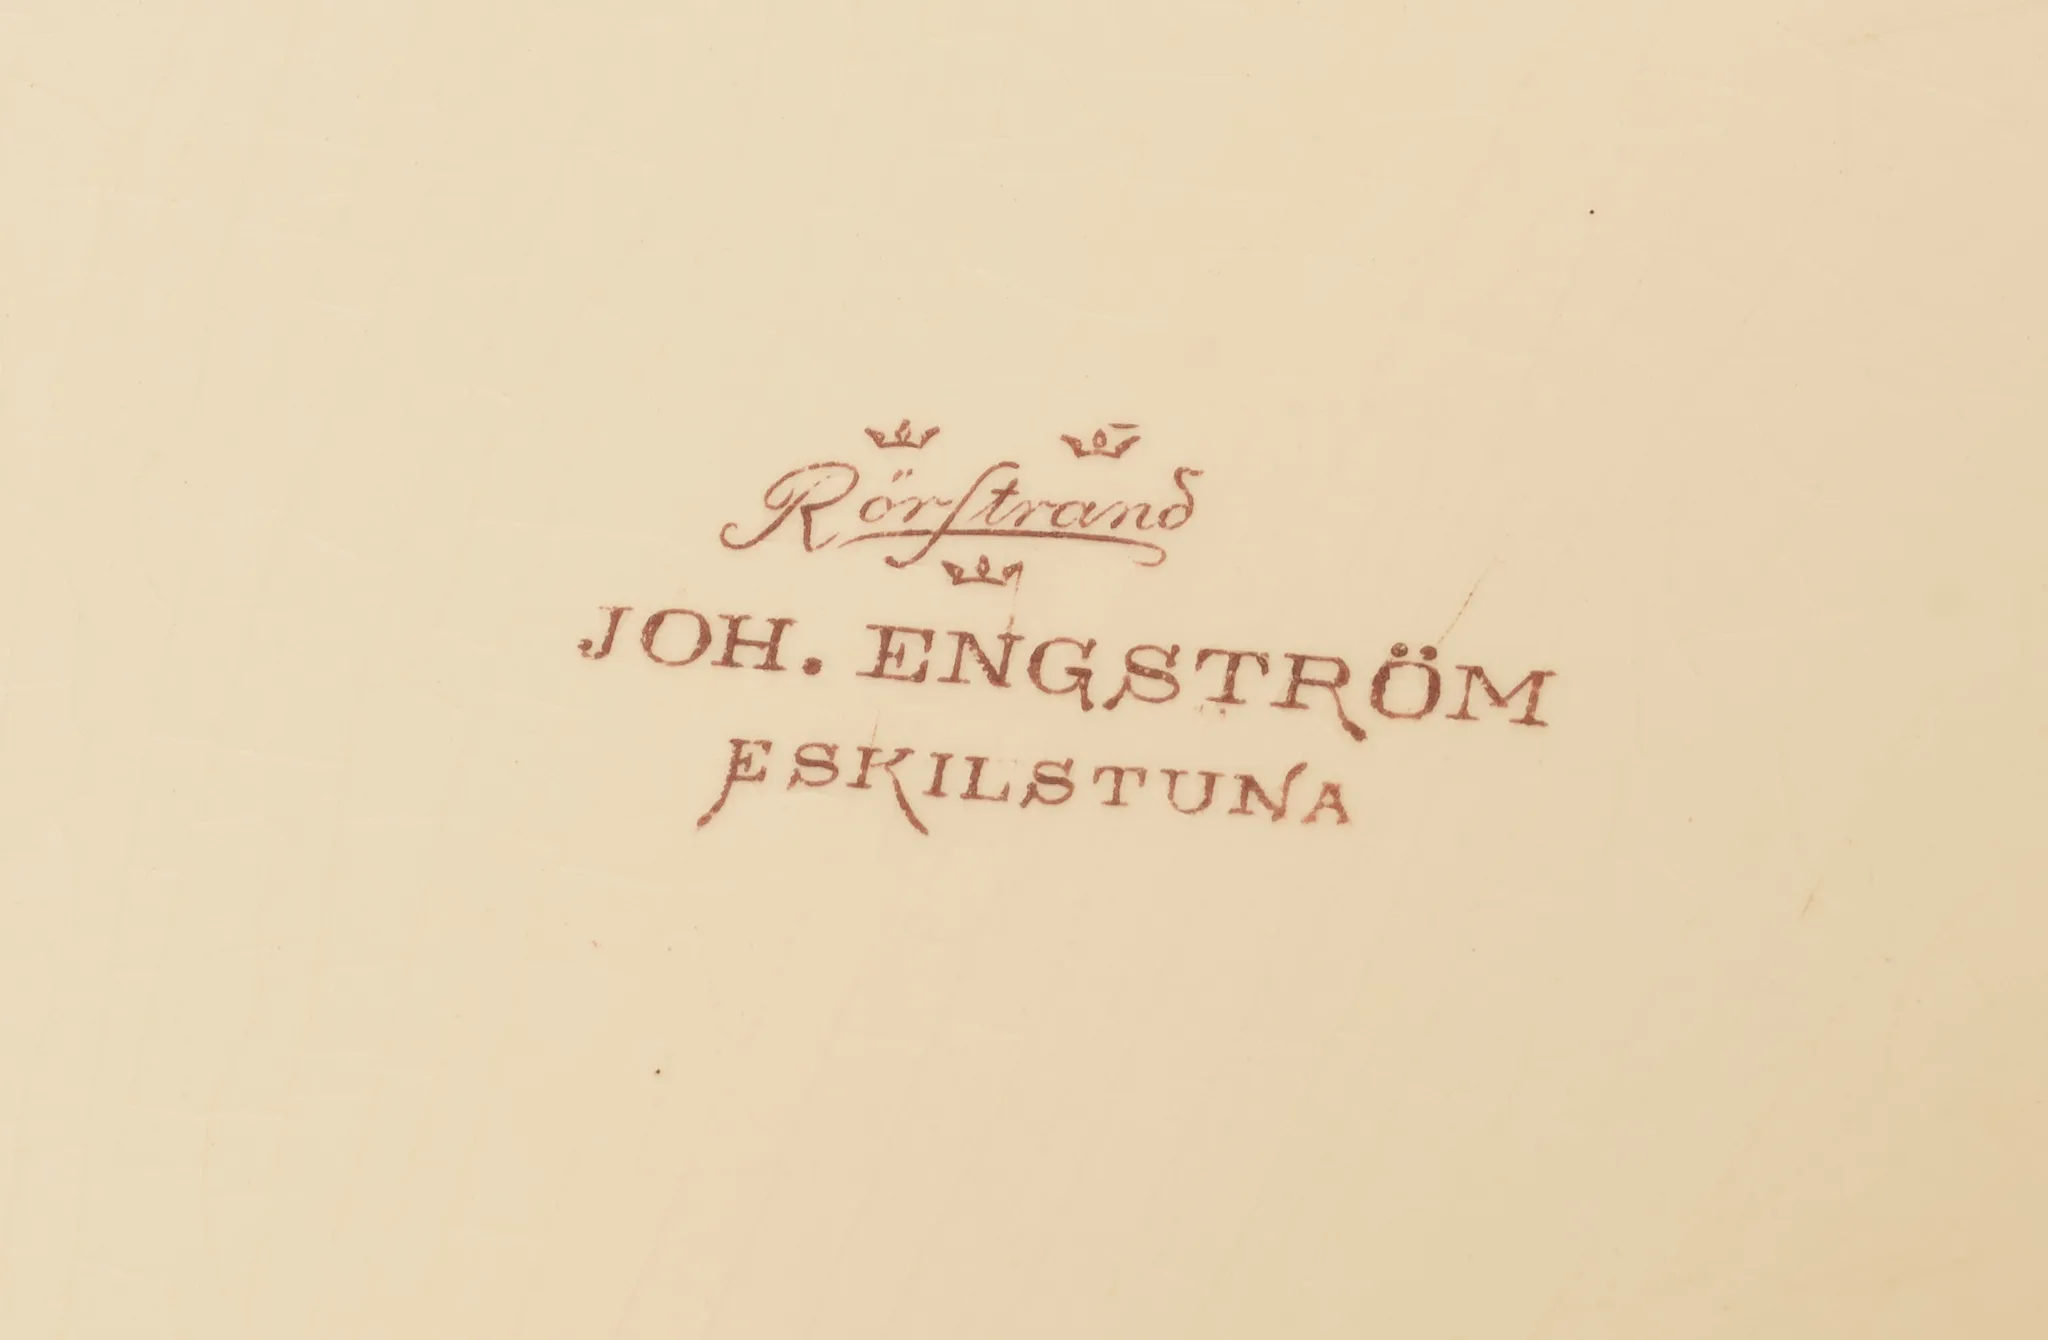 Rörstrand
JOH. ENGSTRÖM
ESKILSTUNA